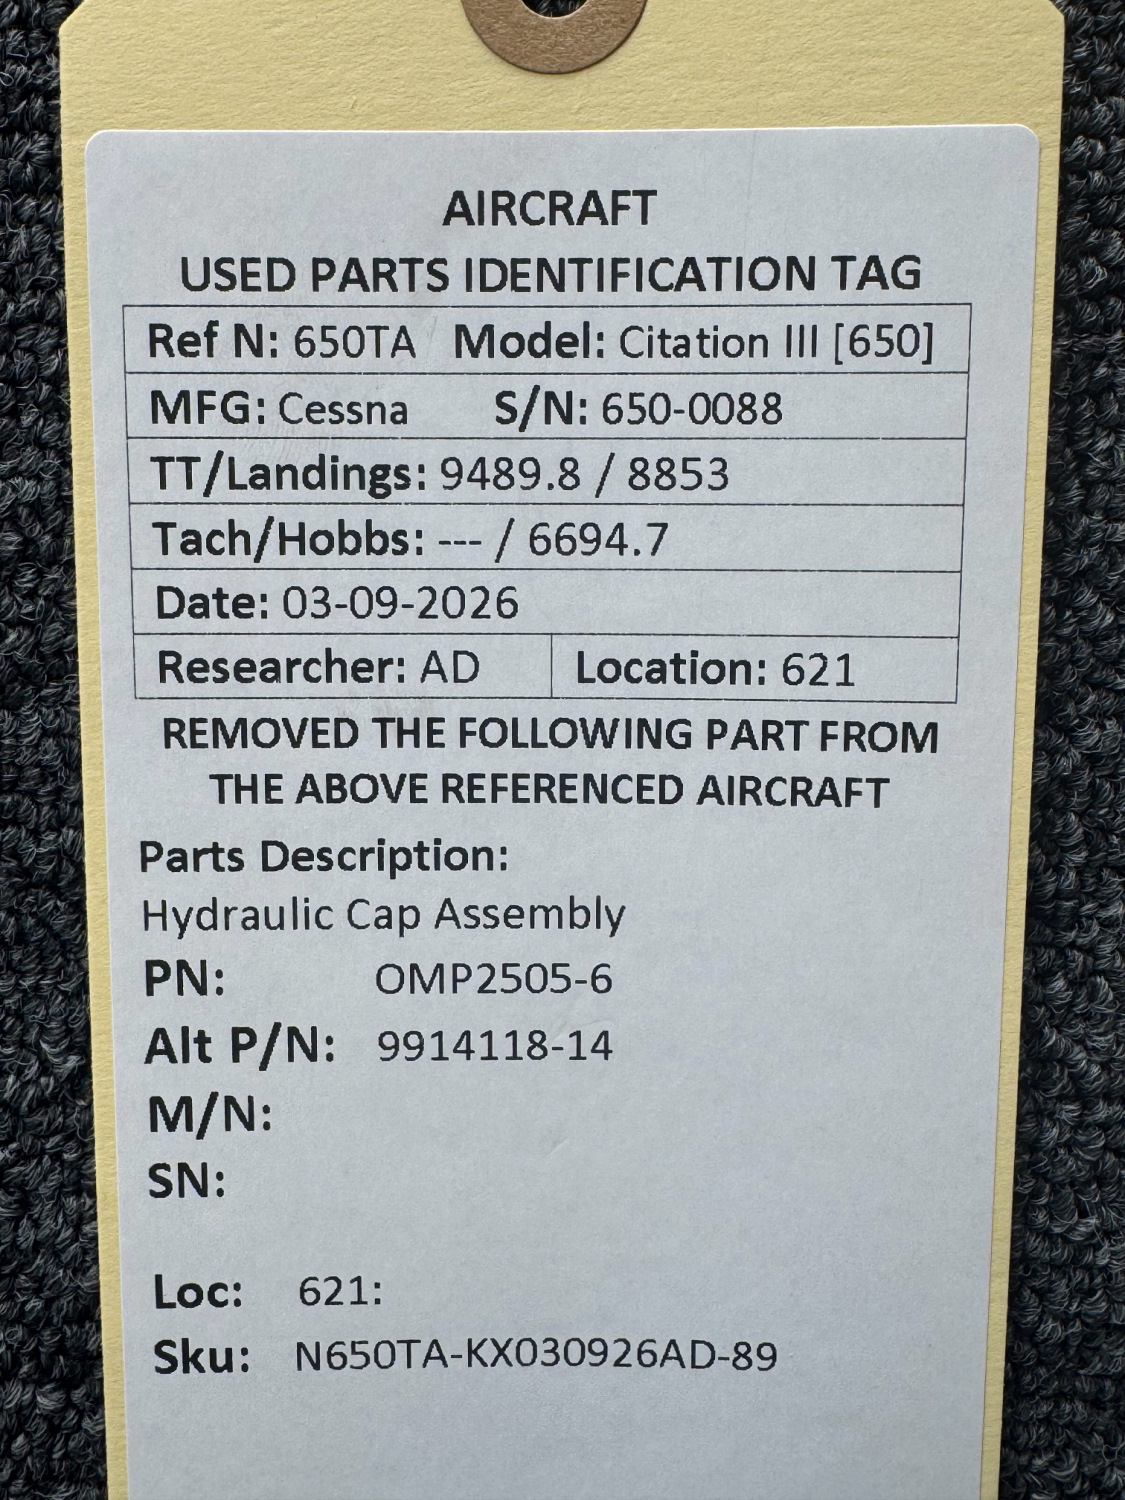 AIRCRAFT
USED PARTS IDENTIFICATION TAG
Ref N: 650TA Model: Citation III [650]
MFG: Cessna S/N: 650-0088
TT/Landings: 9489.8 / 8853
Tach/Hobbs: --- / 6694.7
Date: 03-09-2026
Researcher: AD Location: 621
REMOVED THE FOLLOWING PART FROM
THE ABOVE REFERENCED AIRCRAFT
Parts Description:
Hydraulic Cap Assembly
PN: OMP2505-6
Alt P/N: 9914118-14
M/N:
SN:
Loc: 621:
Sku: N650TA-KX030926AD-89